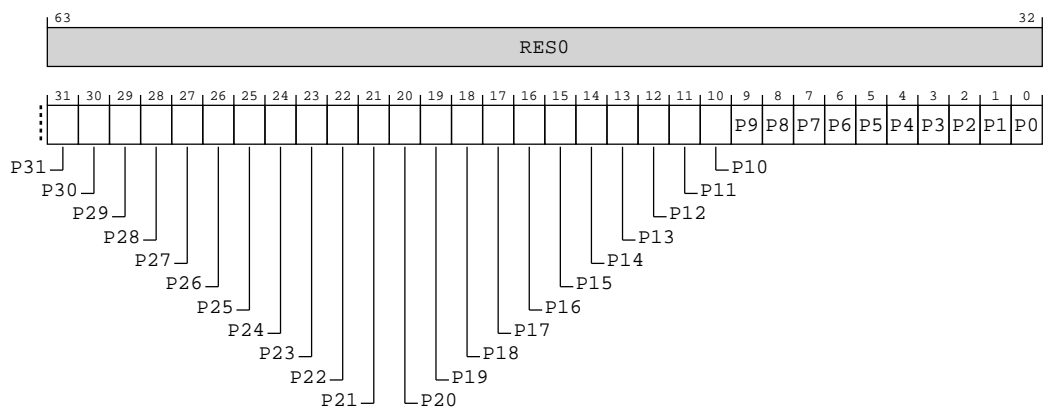 63 32
RES0
31 30 29 28 27 26 25 24 23 22 21 20 19 18 17 16 15 14 13 12 11 10 9 8 7 6 5 4 3 2 1 0
P9 P8 P7 P6 P5 P4 P3 P2 P1 P0
P31 P10
P30 P11
P29 P12
P28 P13
P27 P14
P26 P15
P25 P16
P24 P17
P23 P18
P22 P19
P21 P20